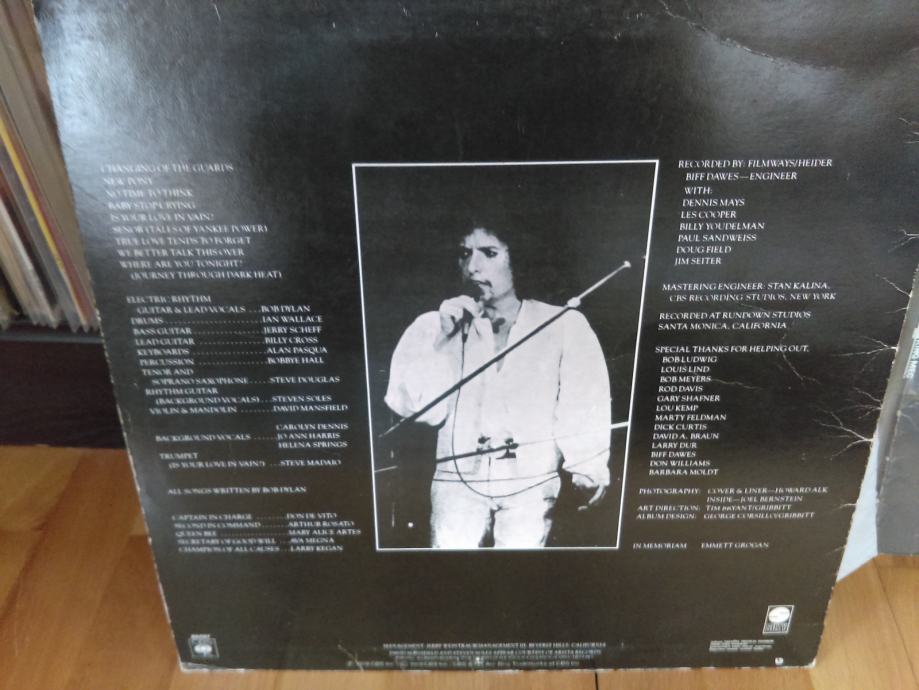 CHANGING OF THE GUARDS
NEW PONY
NO TIME TO THINK
BABY STOP CRYING
IS YOUR LOVE IN VAIN?
SENOR (TALES OF YANKEE POWER)
TRUE LOVE TENDS TO FORGET
WE BETTER TALK THIS OVER
WHERE ARE YOU TONIGHT?
(JOURNEY THROUGH DARK HEAT)
ELECTRIC RHYTHM
GUITAR & LEAD VOCALS ... BOB DYLAN
DRUMS ... IAN WALLACE
BASS GUITAR ... JERRY SCHEFF
LEAD GUITAR ... BILLY CROSS
KEYBOARDS ... ALAN PASQUA
PERCUSSION ... BOBBYE HALL
TENOR AND
SOPRANO SAXOPHONE ... STEVE DOUGLAS
RHYTHM GUITAR
(BACKGROUND VOCALS) ... STEVEN SOLES
VIOLIN & MANDOLIN ... DAVID MANSFIELD
CAROLYN DENNIS
BACKGROUND VOCALS ... JO ANN HARRIS
HELENA SPRINGS
TRUMPET
(IS YOUR LOVE IN VAIN?) ... STEVE MADAIO
ALL SONGS WRITTEN BY BOB DYLAN
CAPTAIN IN CHARGE ... DON DE VITO
SECOND IN COMMAND ... ARTHUR ROSATO
QUEEN BEE ... MARY ALICE ARTES
SECRETARY OF GOOD WILL ... AVA MEGNA
CHAMPION OF ALL CAUSES ... LARRY KEGAN
RECORDED BY: FILMWAYS/HEIDER
BIFF DAWES—ENGINEER
WITH:
DENNIS MAYS
LES COOPER
BILLY YOUDELMAN
PAUL SANDWEISS
DOUG FIELD
JIM SEITER
MASTERING ENGINEER: STAN KALINA,
CBS RECORDING STUDIOS, NEW YORK
RECORDED AT RUNDOWN STUDIOS
SANTA MONICA, CALIFORNIA
SPECIAL THANKS FOR HELPING OUT,
BOB LUDWIG
LOUIS LIND
BOB MEYERS
ROD DAVIS
GARY SHAFNER
LOU KEMP
MARTY FELDMAN
DICK CURTIS
DAVID A. BRAUN
LARRY DUR
BIFF DAWES
DON WILLIAMS
BARBARA MOLDT
PHOTOGRAPHY: COVER & LINER—HOWARD ALK
INSIDE—JOEL BERNSTEIN
ART DIRECTION: TIM BRYANT/GRIBBITT
ALBUM DESIGN: GEORGE CORSILLO/GRIBBITT
IN MEMORIAM EMMETT GROGAN
MANAGEMENT: JERRY WEINTRAUB/MANAGEMENT III, BEVERLY HILLS, CALIFORNIA